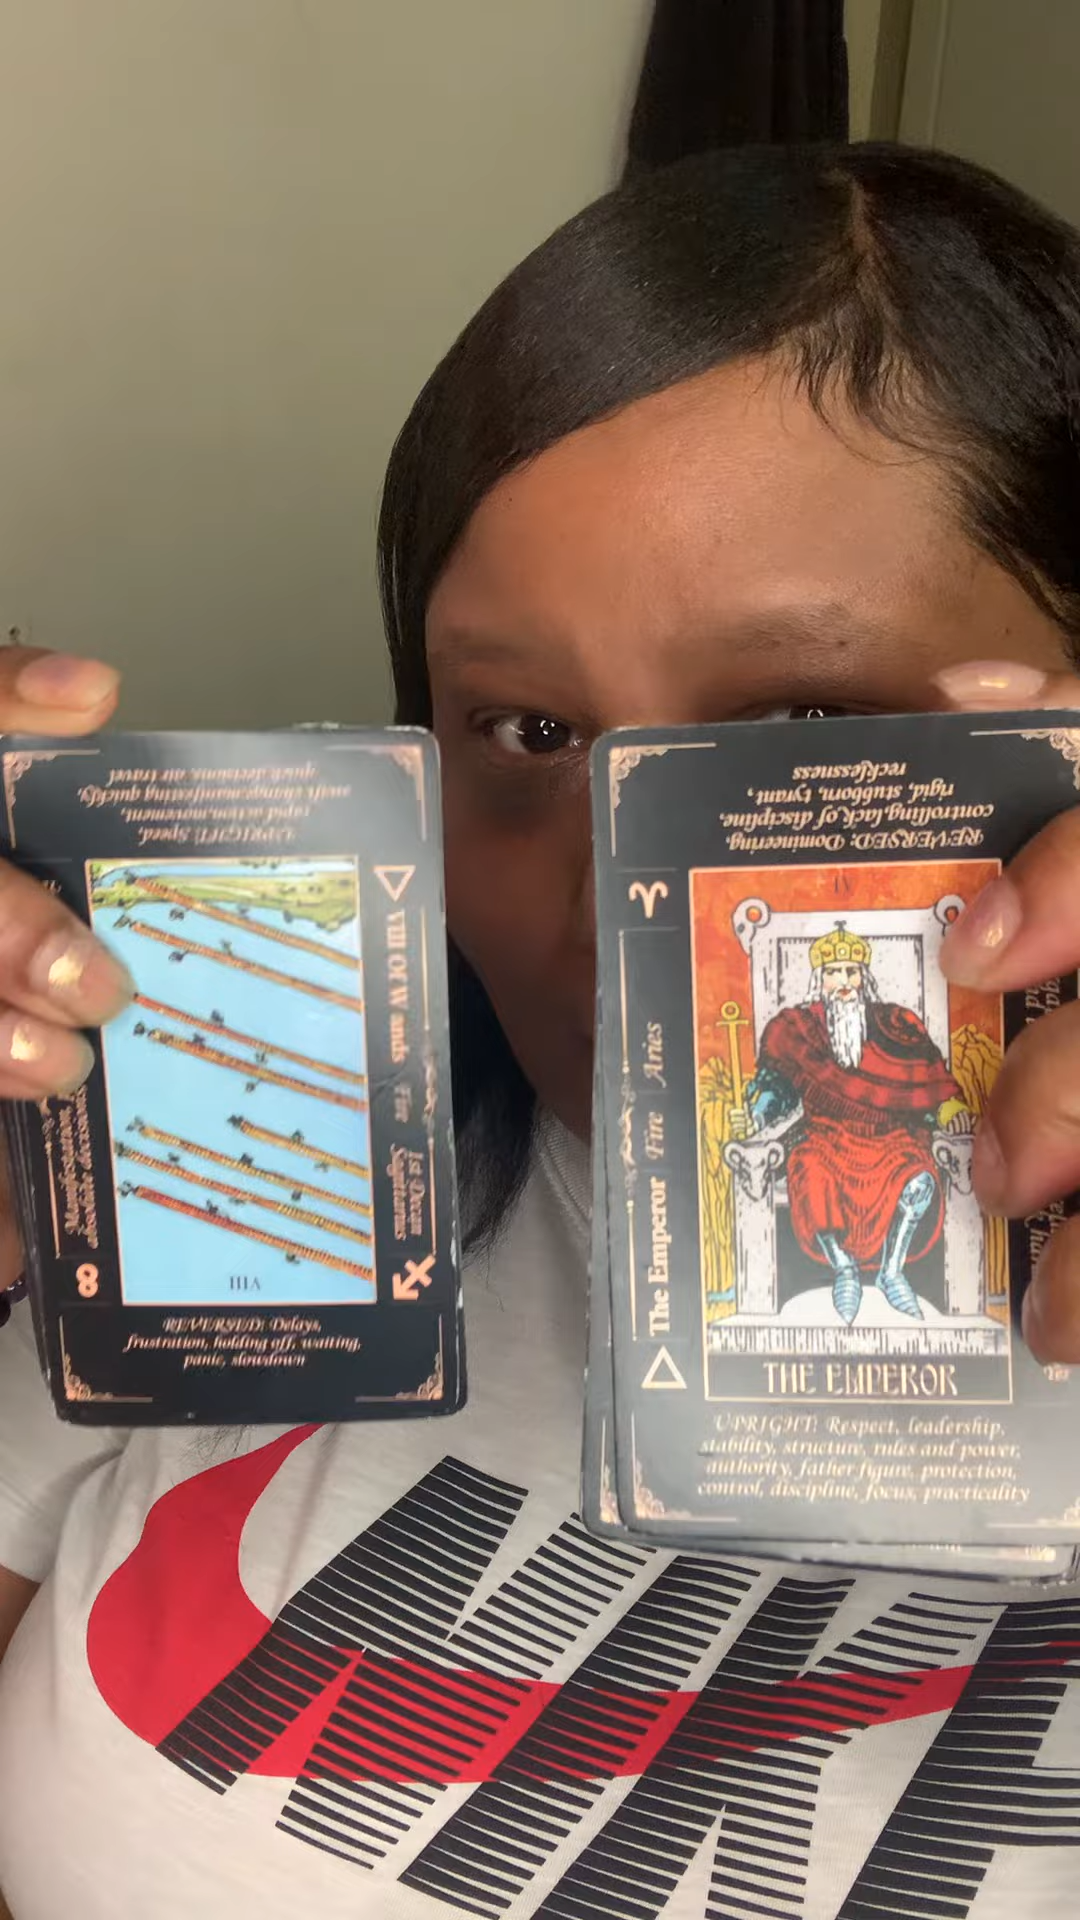 UPRIGHT: Speed,
rapid action, movement,
swift change, manifesting quickly,
quick decisions, air travel
VIII Of Wands Fire 1st Decan
Sagittarius
8
VIII
REVERSED: Delays,
frustration, holding off, waiting,
panic, slowdown
REVERSED: Domineering,
controlling, lack of discipline,
rigid, stubborn, tyrant,
recklessness
The Emperor Fire Aries
IV
THE EMPEROR
UPRIGHT: Respect, leadership,
stability, structure, rules and power,
authority, father figure, protection,
control, discipline, focus, practicality
Yes
NIKE